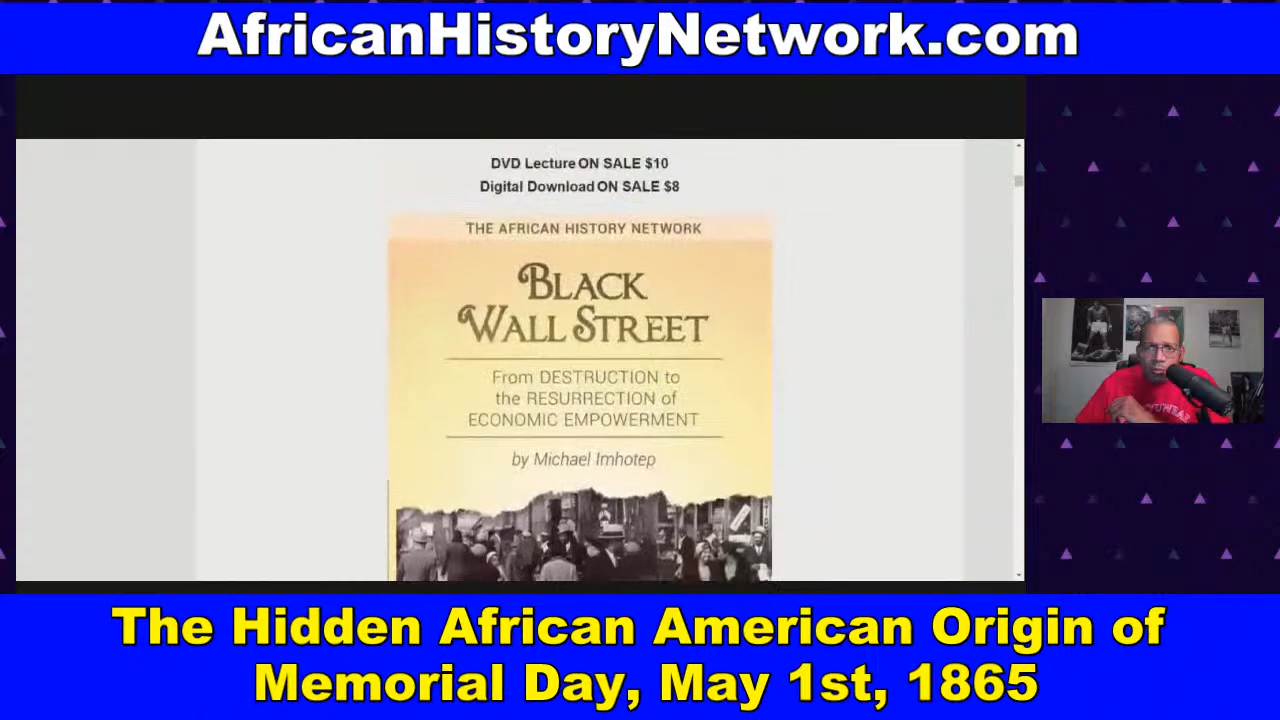 AfricanHistoryNetwork.com
DVD Lecture ON SALE $10
Digital Download ON SALE $8
THE AFRICAN HISTORY NETWORK
BLACK
WALL STREET
From DESTRUCTION to
the RESURRECTION of
ECONOMIC EMPOWERMENT
by Michael Imhotep
The Hidden African American Origin of
Memorial Day, May 1st, 1865